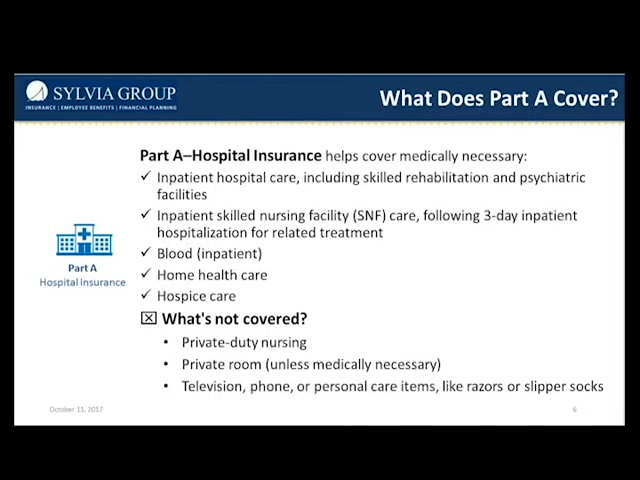 SYLVIA GROUP
INSURANCE | EMPLOYEE BENEFITS | FINANCIAL PLANNING
What Does Part A Cover?
Part A–Hospital Insurance helps cover medically necessary:
✓ Inpatient hospital care, including skilled rehabilitation and psychiatric
facilities
✓ Inpatient skilled nursing facility (SNF) care, following 3-day inpatient
hospitalization for related treatment
✓ Blood (inpatient)
✓ Home health care
✓ Hospice care
Part A
Hospital Insurance
☒ What's not covered?
• Private-duty nursing
• Private room (unless medically necessary)
• Television, phone, or personal care items, like razors or slipper socks
October 11, 2017
6